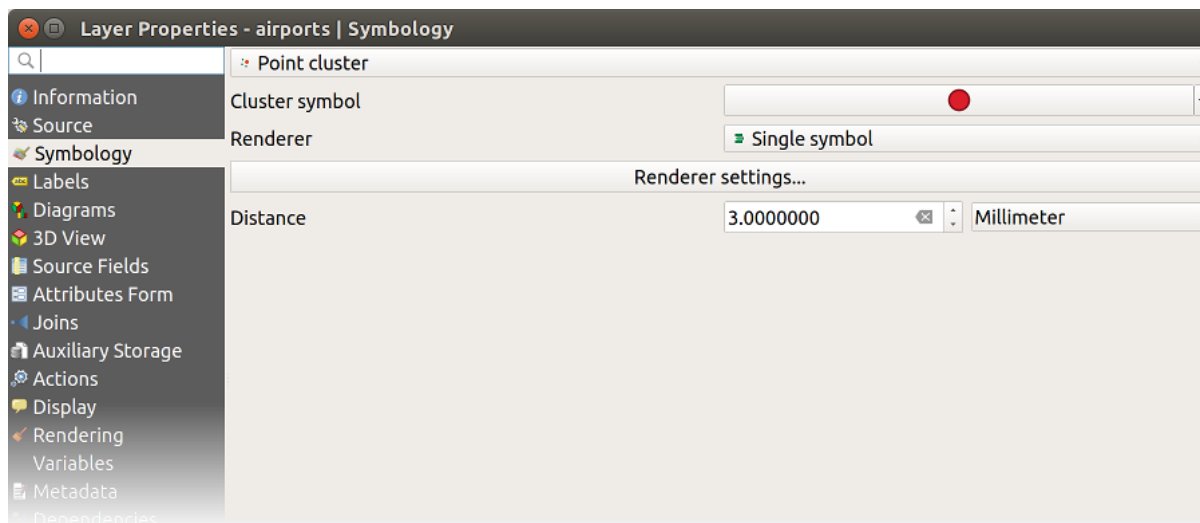 Layer Properties - airports | Symbology
Point cluster
Information
Cluster symbol
Source
Renderer
Single symbol
Symbology
Labels
Renderer settings...
Diagrams
Distance
3.0000000
Millimeter
3D View
Source Fields
Attributes Form
Joins
Auxiliary Storage
Actions
Display
Rendering
Variables
Metadata
Dependencies